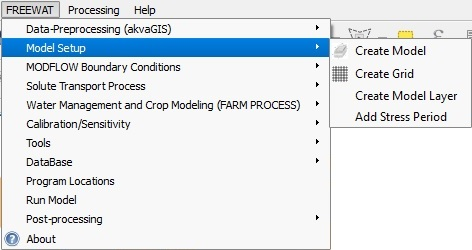 FREEWAT Processing Help
Data-Preprocessing (akvaGIS)
Model Setup
MODFLOW Boundary Conditions
Solute Transport Process
Water Management and Crop Modeling (FARM PROCESS)
Calibration/Sensitivity
Tools
DataBase
Program Locations
Run Model
Post-processing
About
Create Model
Create Grid
Create Model Layer
Add Stress Period